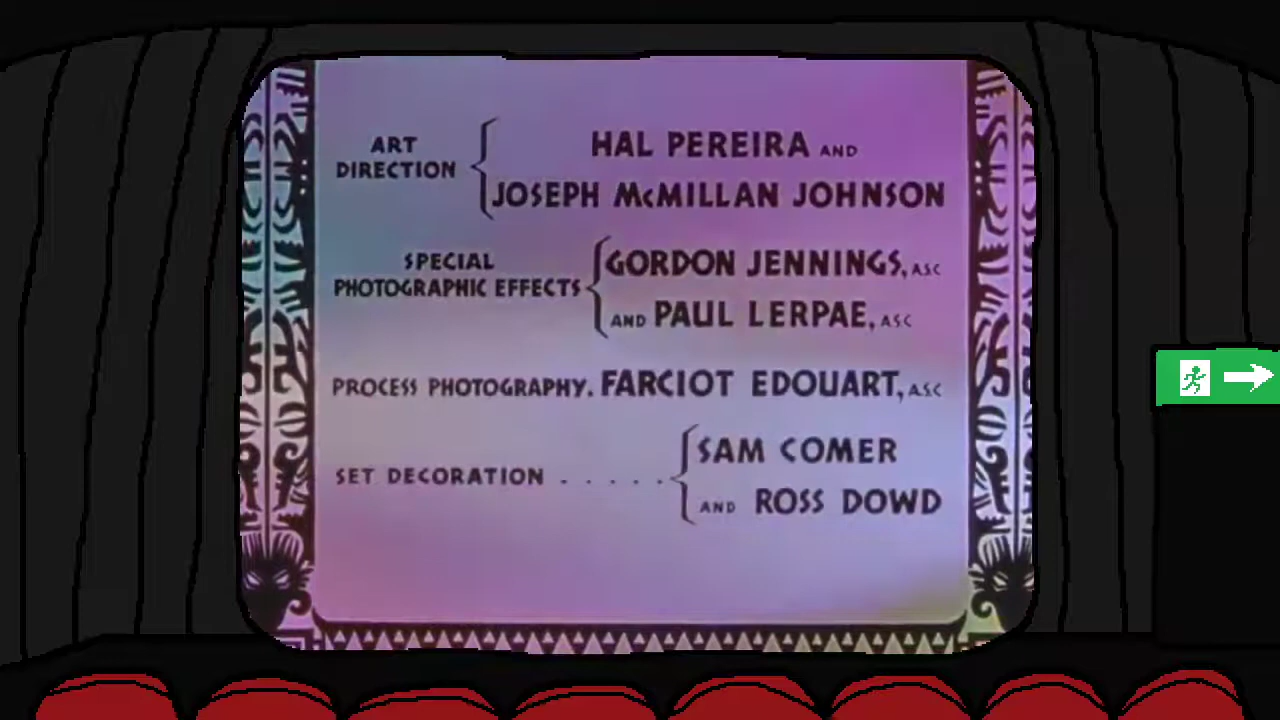 ART
DIRECTION
HAL PEREIRA AND
JOSEPH McMILLAN JOHNSON
SPECIAL
PHOTOGRAPHIC EFFECTS
GORDON JENNINGS, A.S.C.
AND PAUL LERPAE, A.S.C.
PROCESS PHOTOGRAPHY. FARCIOT EDOUART, A.S.C.
SET DECORATION . . . . . 
SAM COMER
AND ROSS DOWD